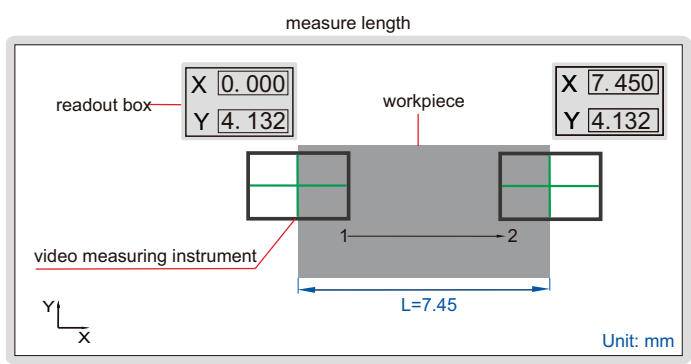 measure length
X 0.000
Y 4.132
X 7.450
Y 4.132
readout box
workpiece
1
2
video measuring instrument
L=7.45
Y
X
Unit: mm